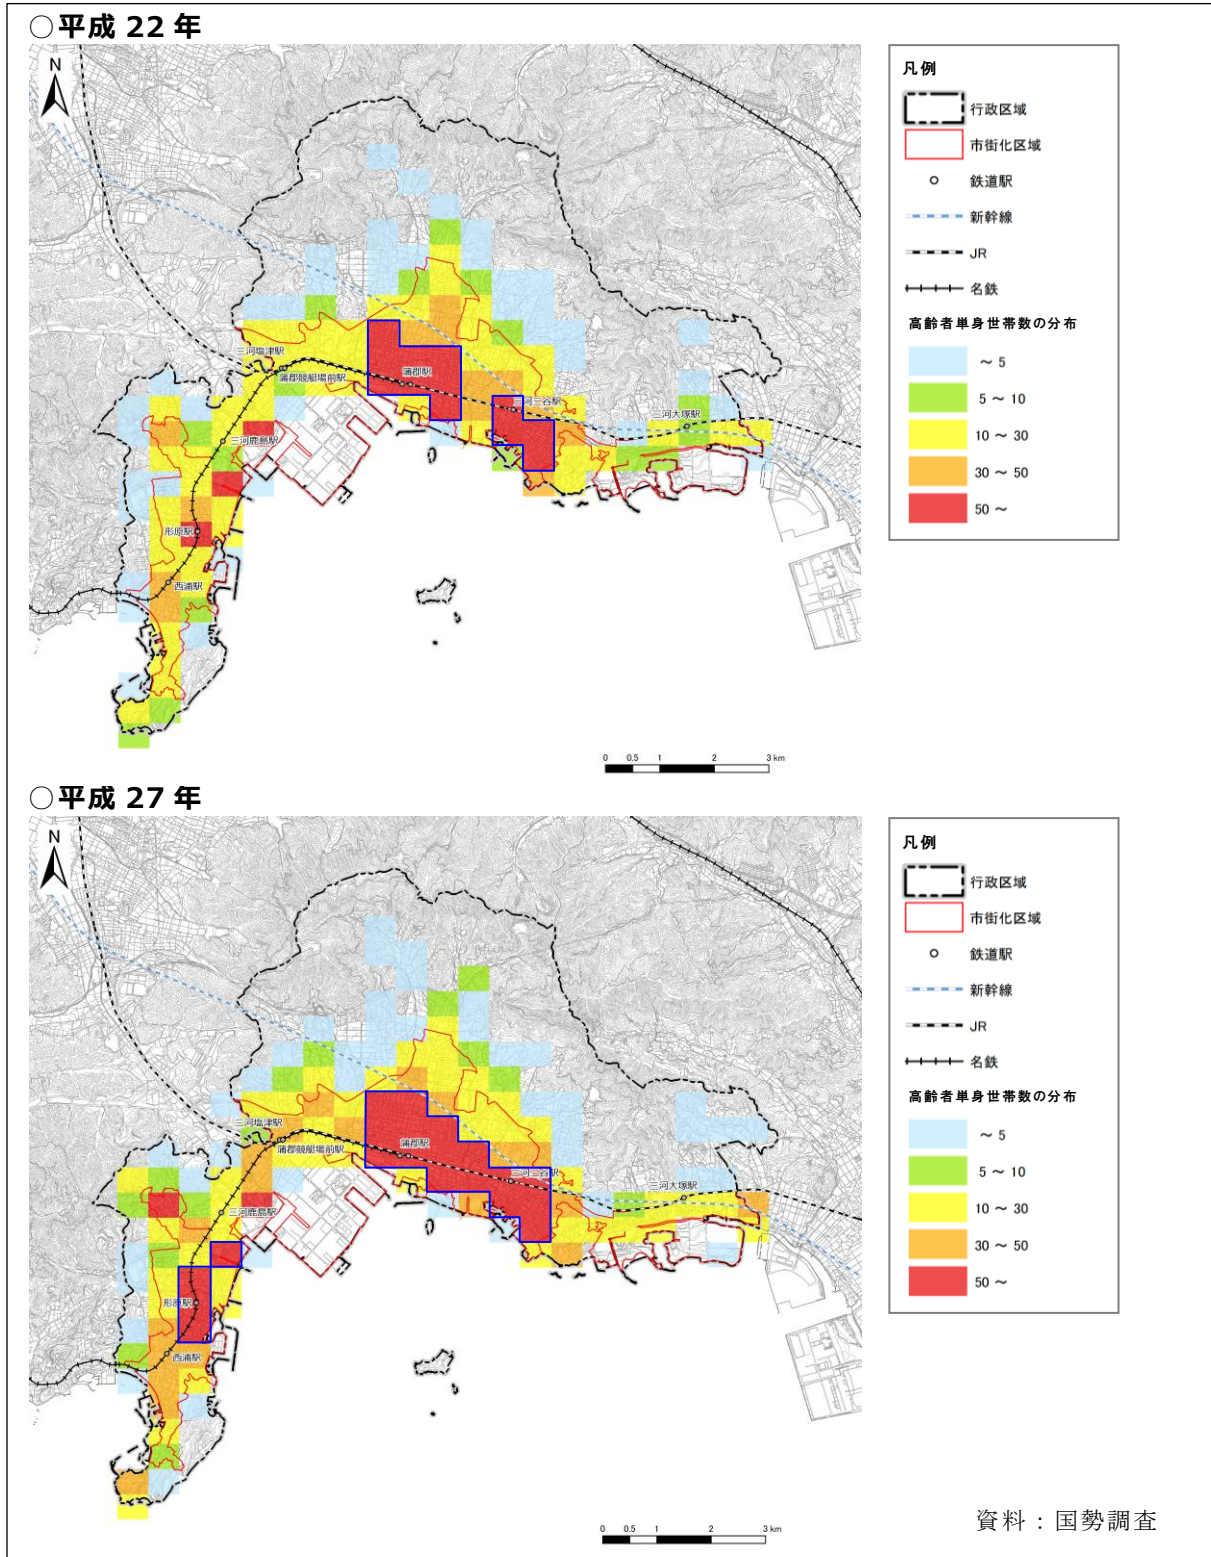 ○平成 22 年
N
三河塩津駅
蒲郡競艇場前駅
蒲郡駅
三河三谷駅
三河大塚駅
三河鹿島駅
形原駅
西浦駅
0 0.5 1 2 3 km
凡例
行政区域
市街化区域
鉄道駅
新幹線
JR
名鉄
高齢者単身世帯数の分布
～ 5
5 ～ 10
10 ～ 30
30 ～ 50
50 ～
○平成 27 年
N
三河塩津駅
蒲郡競艇場前駅
蒲郡駅
三河三谷駅
三河大塚駅
三河鹿島駅
形原駅
西浦駅
0 0.5 1 2 3 km
凡例
行政区域
市街化区域
鉄道駅
新幹線
JR
名鉄
高齢者単身世帯数の分布
～ 5
5 ～ 10
10 ～ 30
30 ～ 50
50 ～
資料：国勢調査